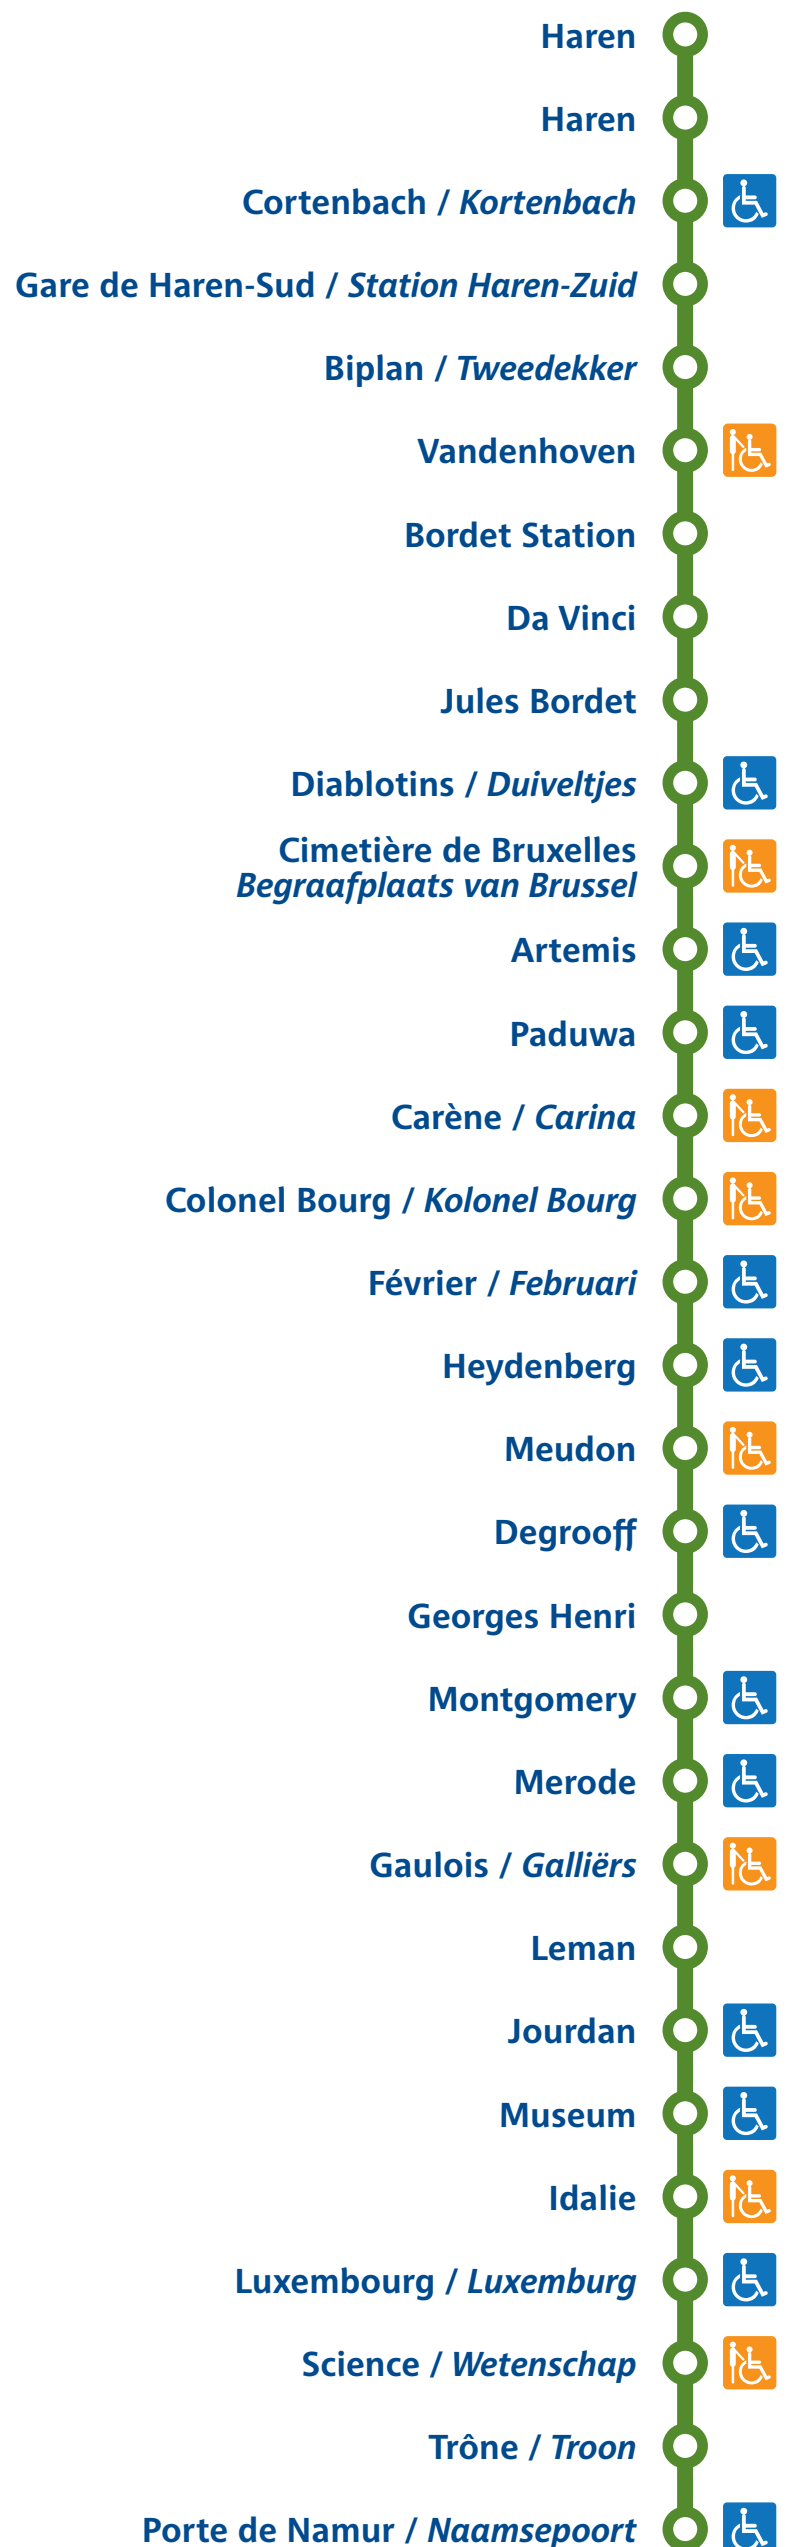 Haren
Haren
Cortenbach / Kortenbach
Gare de Haren-Sud / Station Haren-Zuid
Biplan / Tweedekker
Vandenhoven
Bordet Station
Da Vinci
Jules Bordet
Diablotins / Duiveltjes
Cimetière de Bruxelles
Begraafplaats van Brussel
Artemis
Paduwa
Carène / Carina
Colonel Bourg / Kolonel Bourg
Février / Februari
Heydenberg
Meudon
Degrooff
Georges Henri
Montgomery
Merode
Gaulois / Galliërs
Leman
Jourdan
Museum
Idalie
Luxembourg / Luxemburg
Science / Wetenschap
Trône / Troon
Porte de Namur / Naamsepoort